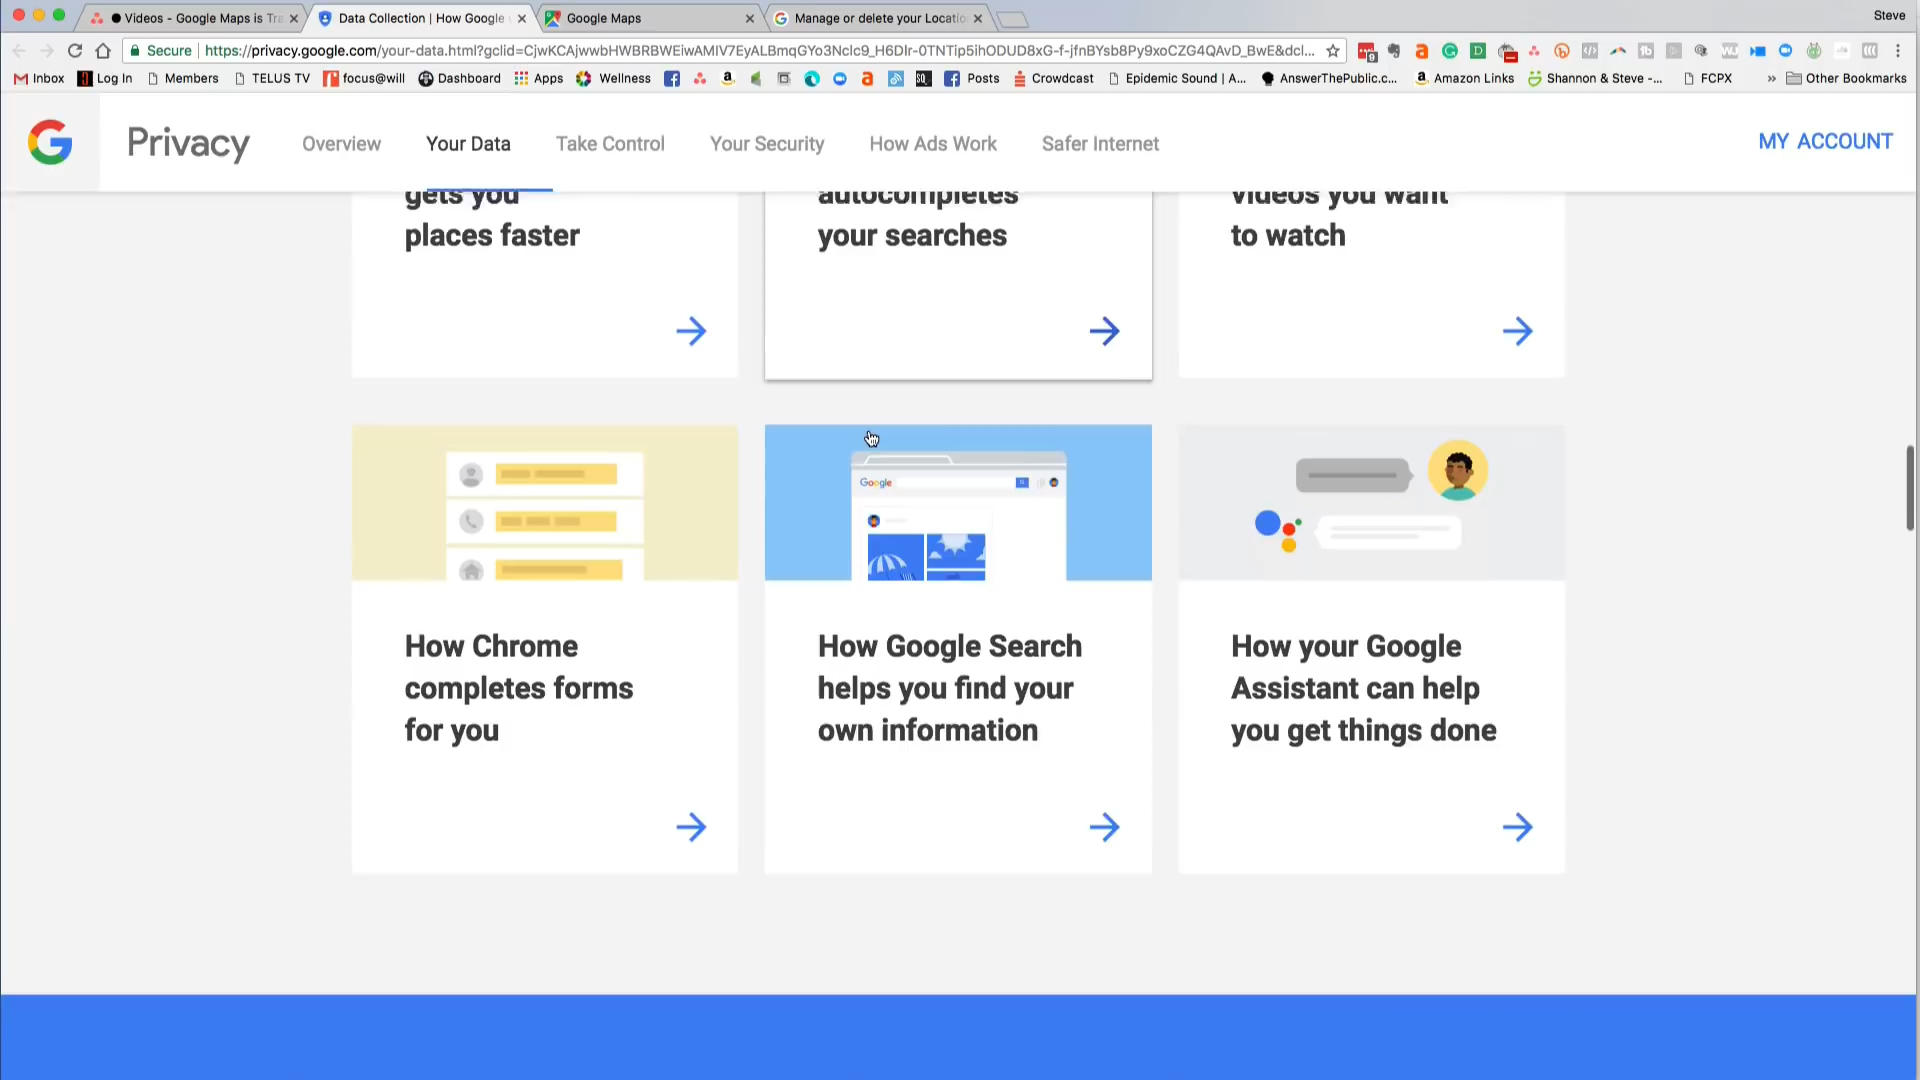 Videos - Google Maps is Tra
Data Collection | How Google u
Google Maps
Manage or delete your Locatio
Steve
Secure
https://privacy.google.com/your-data.html?gclid=CjwKCAjwwbHWBRBWEiwAMIV7EyALBmqGYo3Nclc9_H6DIr-0TNTip5ihODUD8xG-f-jfnBYsb8Py9xoCZG4QAvD_BwE&dcl...
Inbox
Log In
Members
TELUS TV
focus@will
Dashboard
Apps
Wellness
Posts
Crowdcast
Epidemic Sound | A...
AnswerThePublic.c...
Amazon Links
Shannon & Steve -...
FCPX
»
Other Bookmarks
Privacy
Overview
Your Data
Take Control
Your Security
How Ads Work
Safer Internet
MY ACCOUNT
gets you
places faster
autocompletes
your searches
videos you want
to watch
Google
How Chrome
completes forms
for you
How Google Search
helps you find your
own information
How your Google
Assistant can help
you get things done